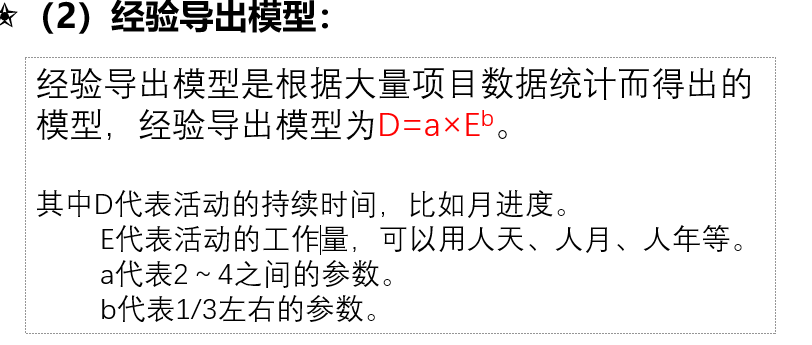 (2) 经验导出模型：
经验导出模型是根据大量项目数据统计而得出的
模型，经验导出模型为D=a×Eᵇ。
其中D代表活动的持续时间，比如月进度。
E代表活动的工作量，可以用人天、人月、人年等。
a代表2～4之间的参数。
b代表1/3左右的参数。